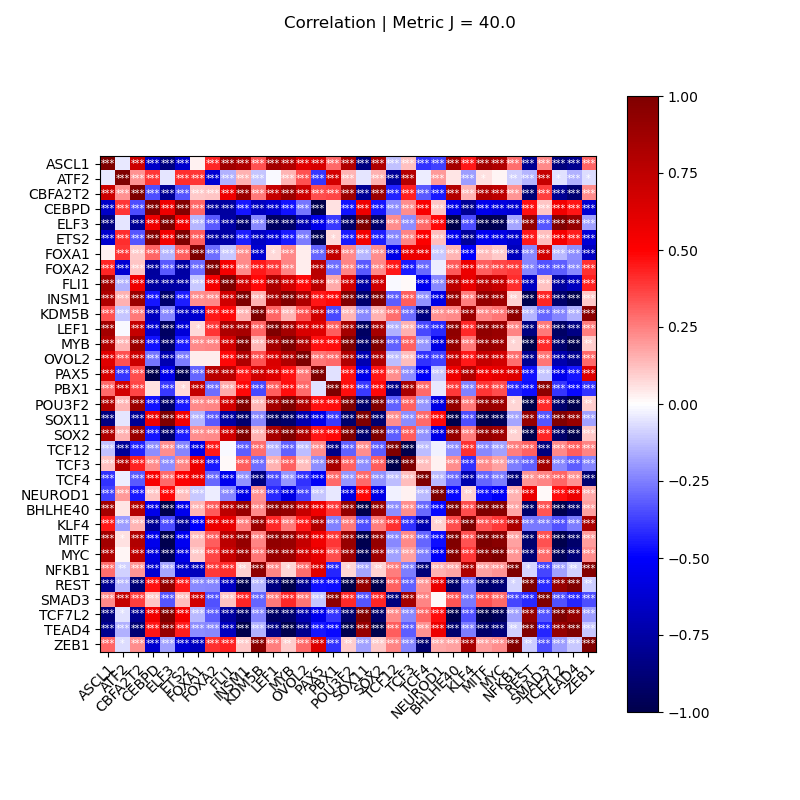 Correlation | Metric J = 40.0
ASCL1
ATF2
CBFA2T2
CEBPD
ELF3
ETS2
FOXA1
FOXA2
FLI1
INSM1
KDM5B
LEF1
MYB
OVOL2
PAX5
PBX1
POU3F2
SOX11
SOX2
TCF12
TCF3
TCF4
NEUROD1
BHLHE40
KLF4
MITF
MYC
NFKB1
REST
SMAD3
TCF7L2
TEAD4
ZEB1
ASCL1
ATF2
CBFA2T2
CEBPD
ELF3
ETS2
FOXA1
FOXA2
FLI1
INSM1
KDM5B
LEF1
MYB
OVOL2
PAX5
PBX1
POU3F2
SOX11
SOX2
TCF12
TCF3
TCF4
NEUROD1
BHLHE40
KLF4
MITF
MYC
NFKB1
REST
SMAD3
TCF7L2
TEAD4
ZEB1
1.00
0.75
0.50
0.25
0.00
−0.25
−0.50
−0.75
−1.00